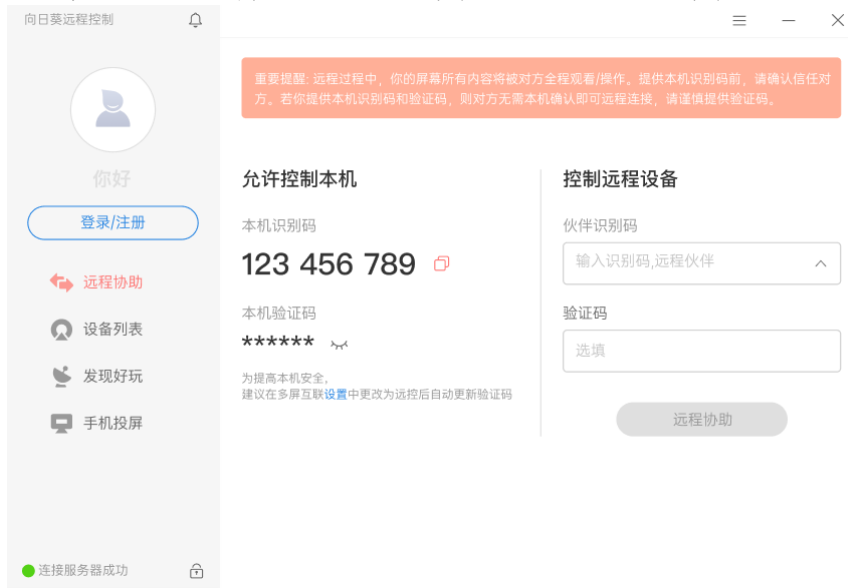 向日葵远程控制
重要提醒: 远程过程中，你的屏幕所有内容将被对方全程观看/操作。提供本机识别码前，请确认信任对
方。若你提供本机识别码和验证码，则对方无需本机确认即可远程连接，请谨慎提供验证码。
你好
登录/注册
远程协助
设备列表
发现好玩
手机投屏
连接服务器成功
允许控制本机
本机识别码
123 456 789
本机验证码
******
为提高本机安全,
建议在多屏互联设置中更改为远控后自动更新验证码
控制远程设备
伙伴识别码
输入识别码,远程伙伴
验证码
选填
远程协助